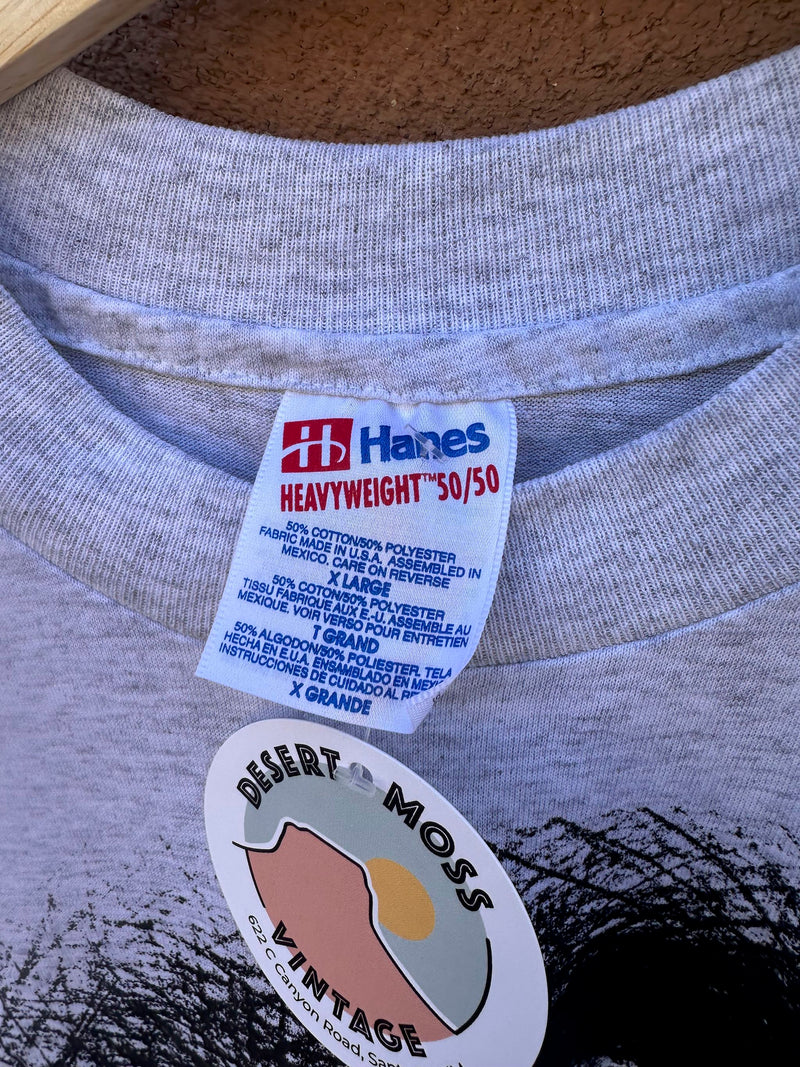 Hanes
HEAVYWEIGHT™50/50
50% COTTON/50% POLYESTER
FABRIC MADE IN U.S.A. ASSEMBLED IN
MEXICO. CARE ON REVERSE
X LARGE
50% COTON/50% POLYESTER
TISSU FABRIQUE AUX E.-U. ASSEMBLE AU
MEXIQUE. VOIR VERSO POUR ENTRETIEN
T GRAND
50% ALGODON/50% POLIESTER. TELA
HECHA EN E.U.A. ENSAMBLADO EN
INSTRUCCIONES DE CUIDADO AL
X GRANDE
DESERT MOSS
VINTAGE
622 C Canyon Road,